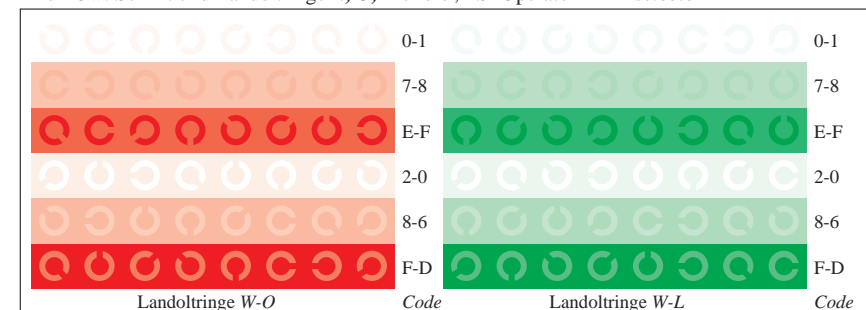 0-1 0-1
7-8 7-8
E-F E-F
2-0 2-0
8-6 8-6
F-D F-D
Landoltringe W-O Code Landoltringe W-L Code